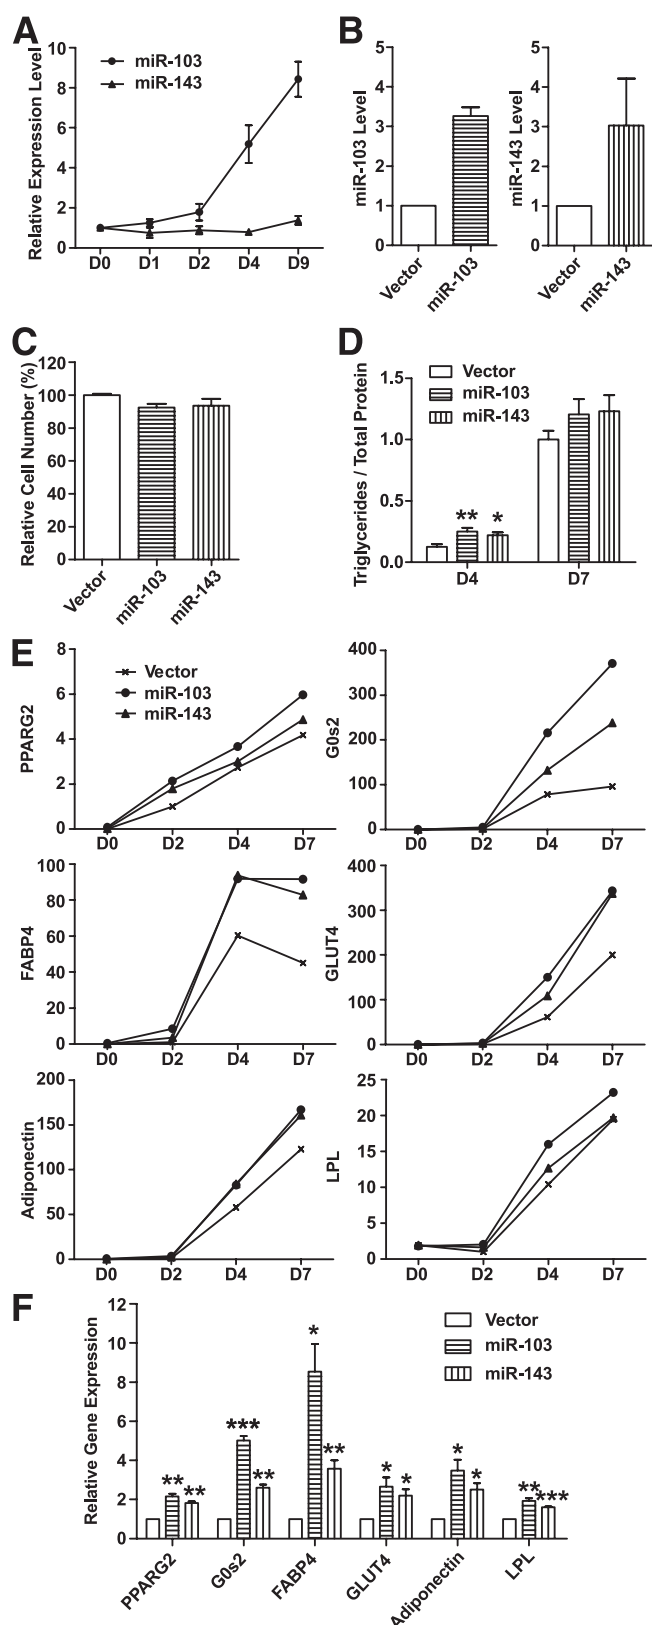 A
Relative Expression Level
10
8
6
4
2
0
miR-103
miR-143
D0 D1 D2 D4 D9
B
miR-103 Level
5
4
3
2
1
0
Vector
miR-103
miR-143 Level
5
4
3
2
1
0
Vector
miR-143
C
Relative Cell Number (%)
120
100
80
60
40
20
0
Vector
miR-103
miR-143
D
Triglycerides / Total Protein
1.5
1.0
0.5
0.0
Vector
miR-103
miR-143
** *
D4 D7
E
PPARG2
8
6
4
2
0
Vector
miR-103
miR-143
D0 D2 D4 D7
G0s2
400
300
200
100
0
D0 D2 D4 D7
FABP4
100
80
60
40
20
0
D0 D2 D4 D7
GLUT4
400
300
200
100
0
D0 D2 D4 D7
Adiponectin
200
150
100
50
0
D0 D2 D4 D7
LPL
25
20
15
10
5
0
D0 D2 D4 D7
F
Relative Gene Expression
12
10
8
6
4
2
0
Vector
miR-103
miR-143
** **
*** **
* **
* *
* *
** ***
PPARG2
G0s2
FABP4
GLUT4
Adiponectin
LPL